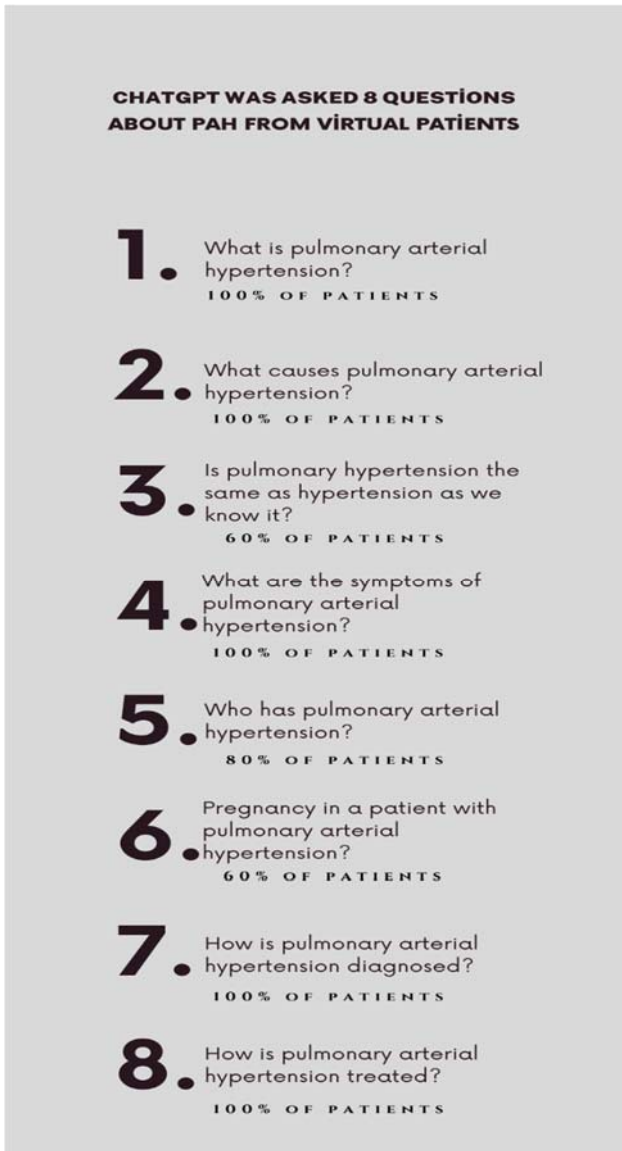 CHATGPT WAS ASKED 8 QUESTİONS
ABOUT PAH FROM VİRTUAL PATİENTS
1. What is pulmonary arterial
hypertension?
100% OF PATIENTS
2. What causes pulmonary arterial
hypertension?
100% OF PATIENTS
3. Is pulmonary hypertension the
same as hypertension as we
know it?
60% OF PATIENTS
4. What are the symptoms of
pulmonary arterial
hypertension?
100% OF PATIENTS
5. Who has pulmonary arterial
hypertension?
80% OF PATIENTS
6. Pregnancy in a patient with
pulmonary arterial
hypertension?
60% OF PATIENTS
7. How is pulmonary arterial
hypertension diagnosed?
100% OF PATIENTS
8. How is pulmonary arterial
hypertension treated?
100% OF PATIENTS